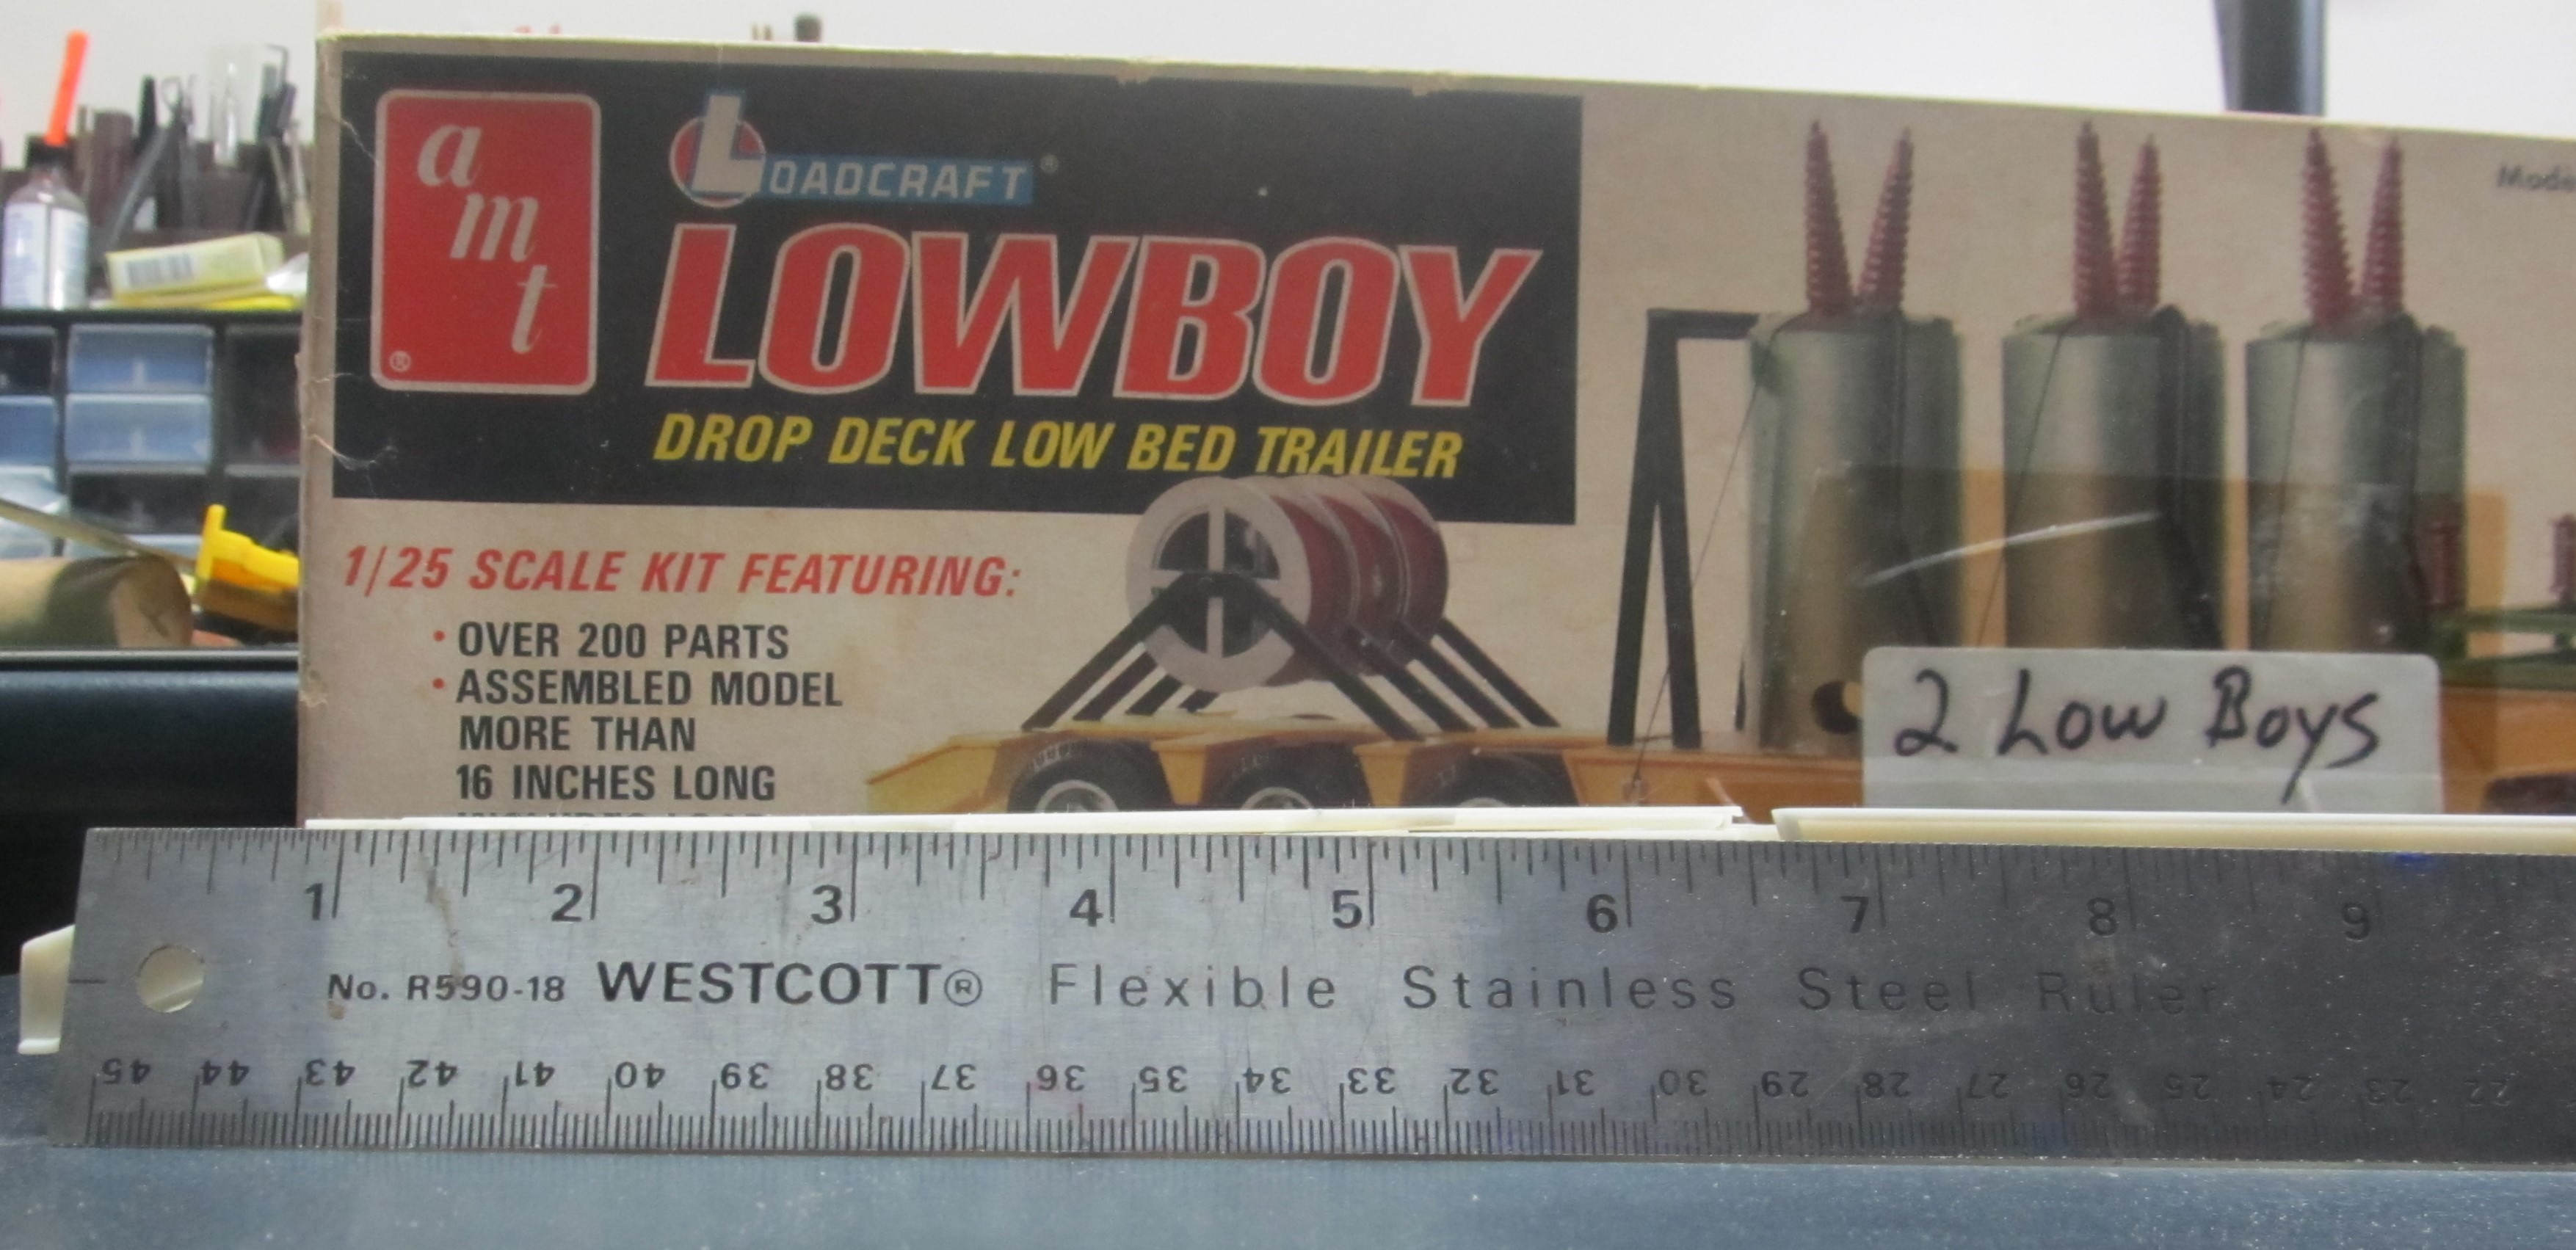 amt
®
LOADCRAFT®
LOWBOY
DROP DECK LOW BED TRAILER
1/25 SCALE KIT FEATURING:
• OVER 200 PARTS
• ASSEMBLED MODEL
MORE THAN
16 INCHES LONG
2 Low Boys
1 2 3 4 5 6 7 8 9
No. R590-18 WESTCOTT® Flexible Stainless Steel Ruler
45 44 43 42 41 40 39 38 37 36 35 34 33 32 31 30 29 28 27 26 25 24 23 22